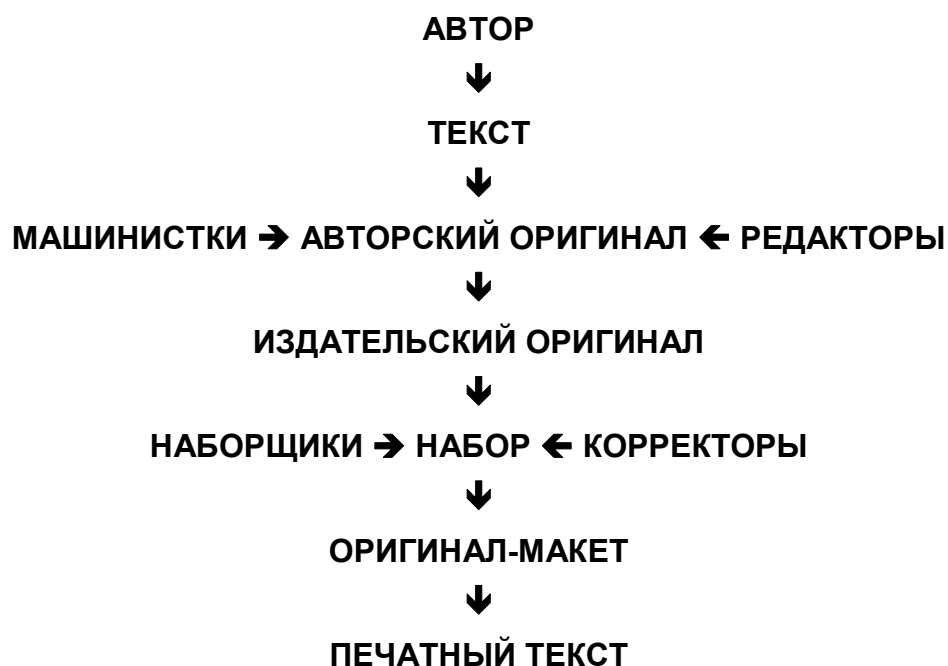 АВТОР
🡻
ТЕКСТ
🡻
МАШИНИСТКИ 🡺 АВТОРСКИЙ ОРИГИНАЛ 🡸 РЕДАКТОРЫ
🡻
ИЗДАТЕЛЬСКИЙ ОРИГИНАЛ
🡻
НАБОРЩИКИ 🡺 НАБОР 🡸 КОРРЕКТОРЫ
🡻
ОРИГИНАЛ-МАКЕТ
🡻
ПЕЧАТНЫЙ ТЕКСТ